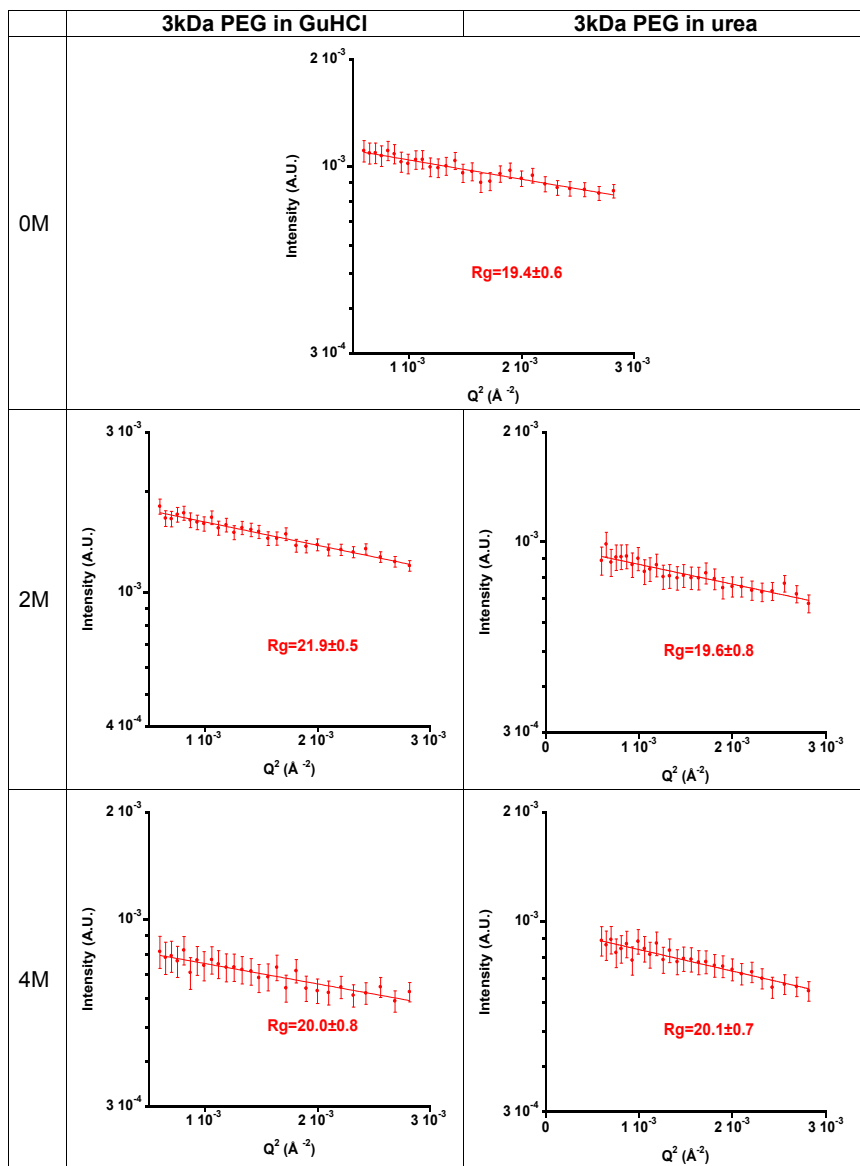 3kDa PEG in GuHCl
3kDa PEG in urea
0M
2 10⁻³
10⁻³
3 10⁻⁴
Intensity (A.U.)
Rg=19.4±0.6
1 10⁻³
2 10⁻³
3 10⁻³
Q² (Å⁻²)
2M
3 10⁻³
10⁻³
4 10⁻⁴
Intensity (A.U.)
Rg=21.9±0.5
1 10⁻³
2 10⁻³
3 10⁻³
Q² (Å⁻²)
2 10⁻³
10⁻³
3 10⁻⁴
Intensity (A.U.)
Rg=19.6±0.8
0
1 10⁻³
2 10⁻³
3 10⁻³
Q² (Å⁻²)
4M
2 10⁻³
10⁻³
3 10⁻⁴
Intensity (A.U.)
Rg=20.0±0.8
1 10⁻³
2 10⁻³
3 10⁻³
Q² (Å⁻²)
2 10⁻³
10⁻³
3 10⁻⁴
Intensity (A.U.)
Rg=20.1±0.7
0
1 10⁻³
2 10⁻³
3 10⁻³
Q² (Å⁻²)